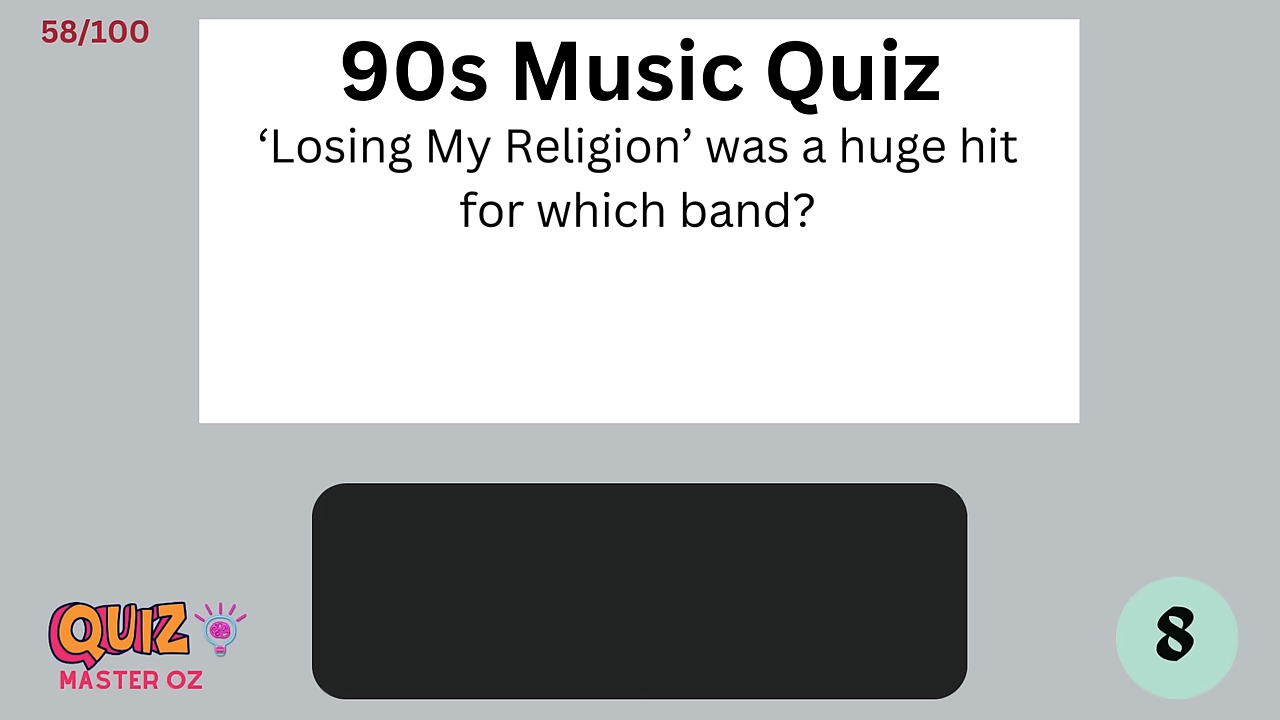 58/100
90s Music Quiz
‘Losing My Religion’ was a huge hit
for which band?
QUIZ
MASTER OZ
8